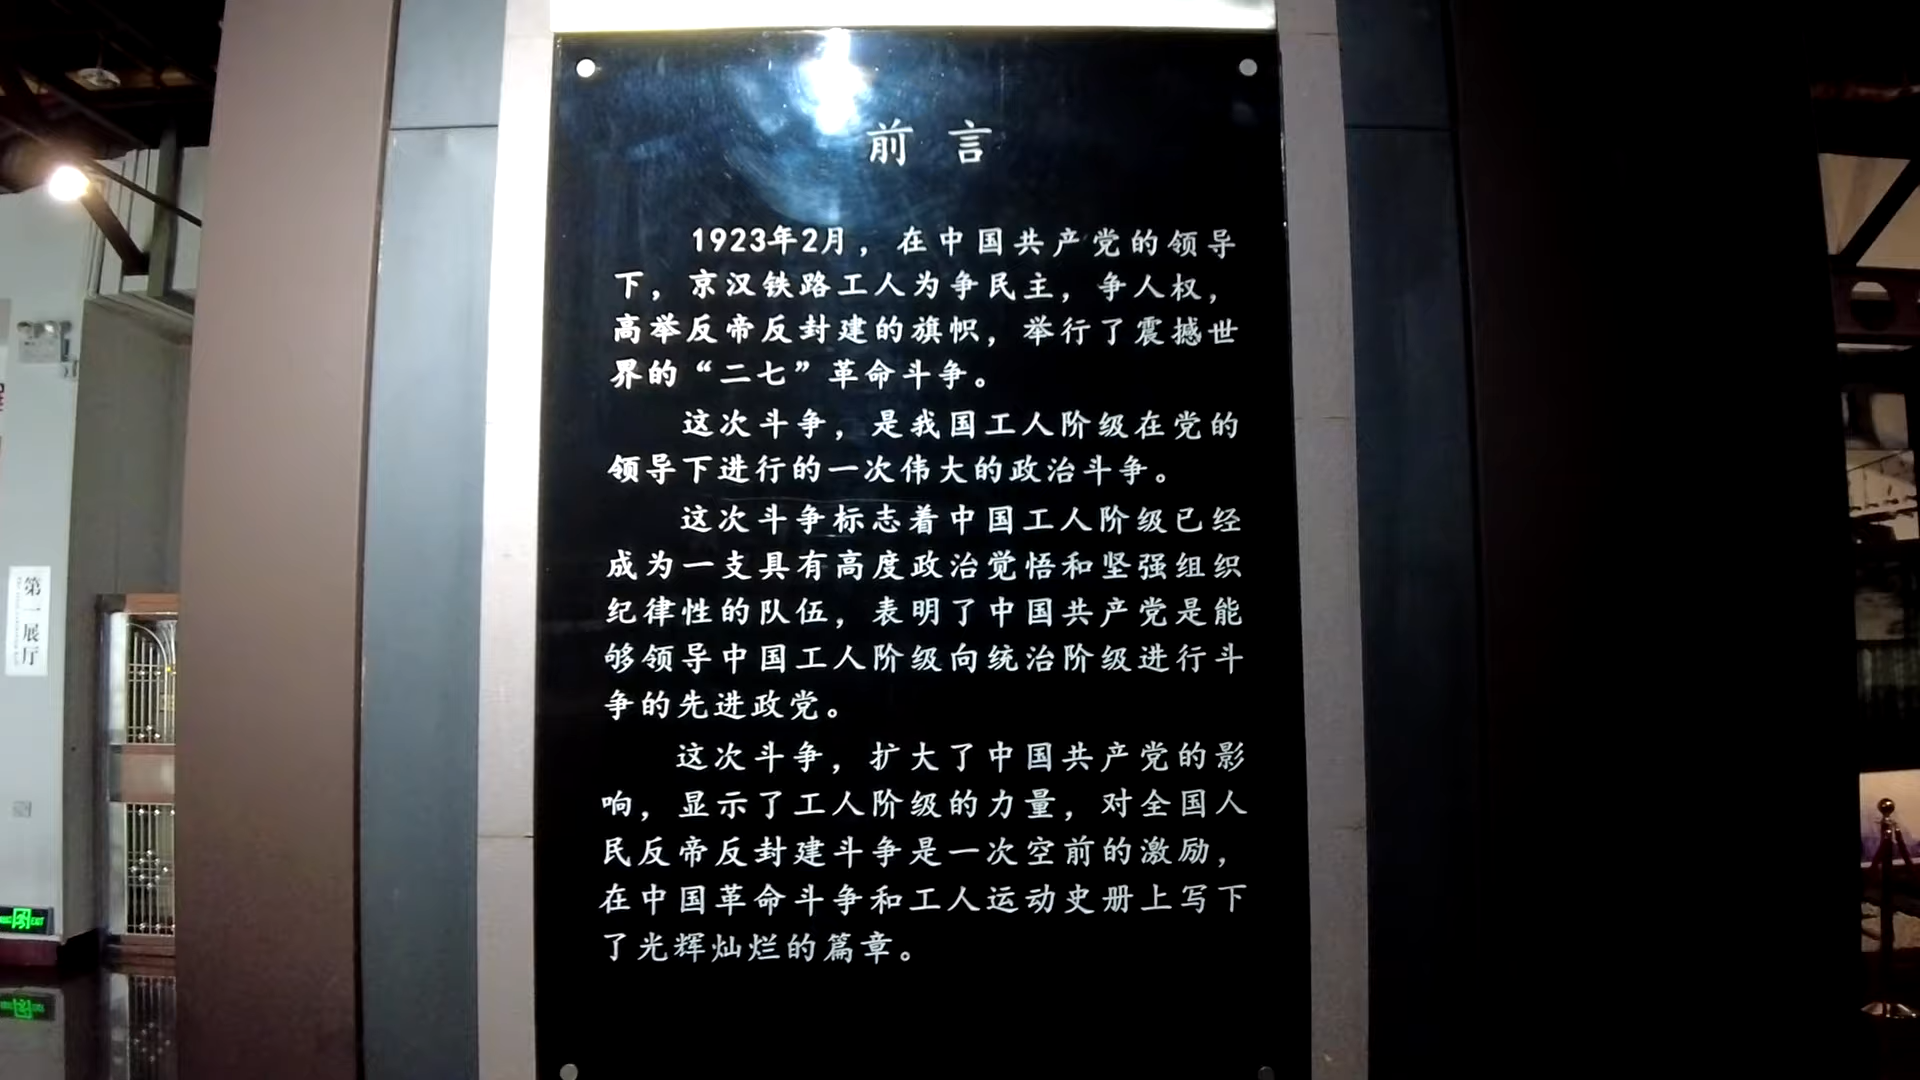 前言
1923年2月，在中国共产党的领导
下，京汉铁路工人为争民主，争人权，
高举反帝反封建的旗帜，举行了震撼世
界的“二七”革命斗争。
这次斗争，是我国工人阶级在党的
领导下进行的一次伟大的政治斗争。
这次斗争标志着中国工人阶级已经
成为一支具有高度政治觉悟和坚强组织
纪律性的队伍，表明了中国共产党是能
够领导中国工人阶级向统治阶级进行斗
争的先进政党。
这次斗争，扩大了中国共产党的影
响，显示了工人阶级的力量，对全国人
民反帝反封建斗争是一次空前的激励，
在中国革命斗争和工人运动史册上写下
了光辉灿烂的篇章。
第一展厅
EXIT